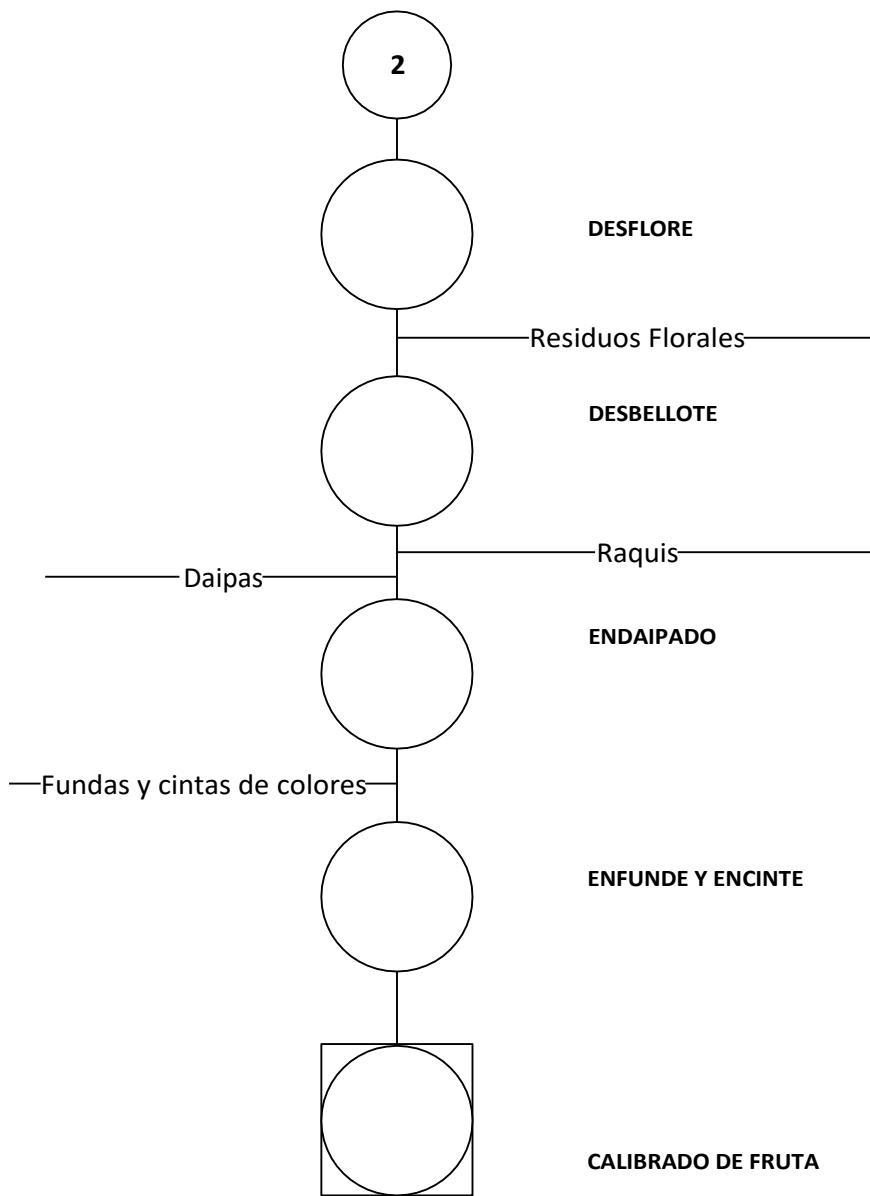 2
DESFLORE
Residuos Florales
DESBELLOTE
Raquis
Daipas
ENDAIPADO
Fundas y cintas de colores
ENFUNDE Y ENCINTE
CALIBRADO DE FRUTA